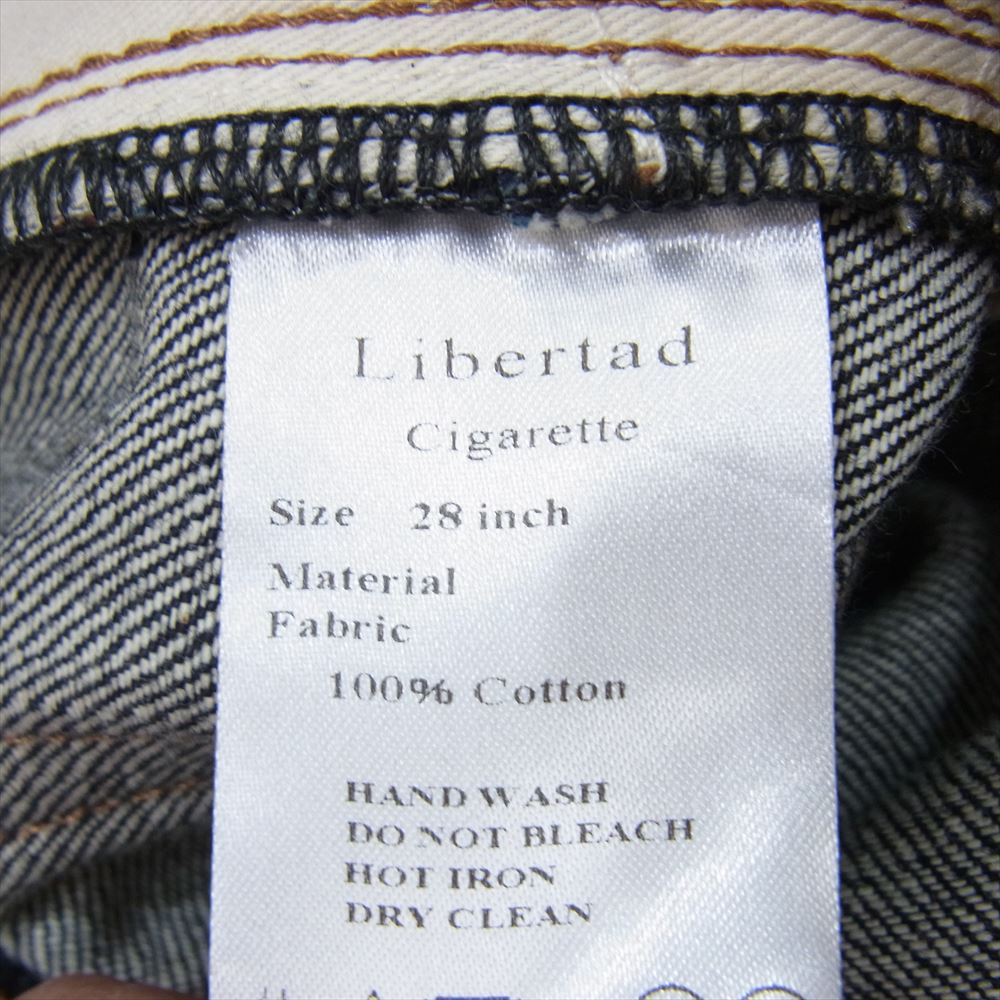 Libertad
Cigarette
Size 28 inch
Material
Fabric
100% Cotton
HAND WASH
DO NOT BLEACH
HOT IRON
DRY CLEAN